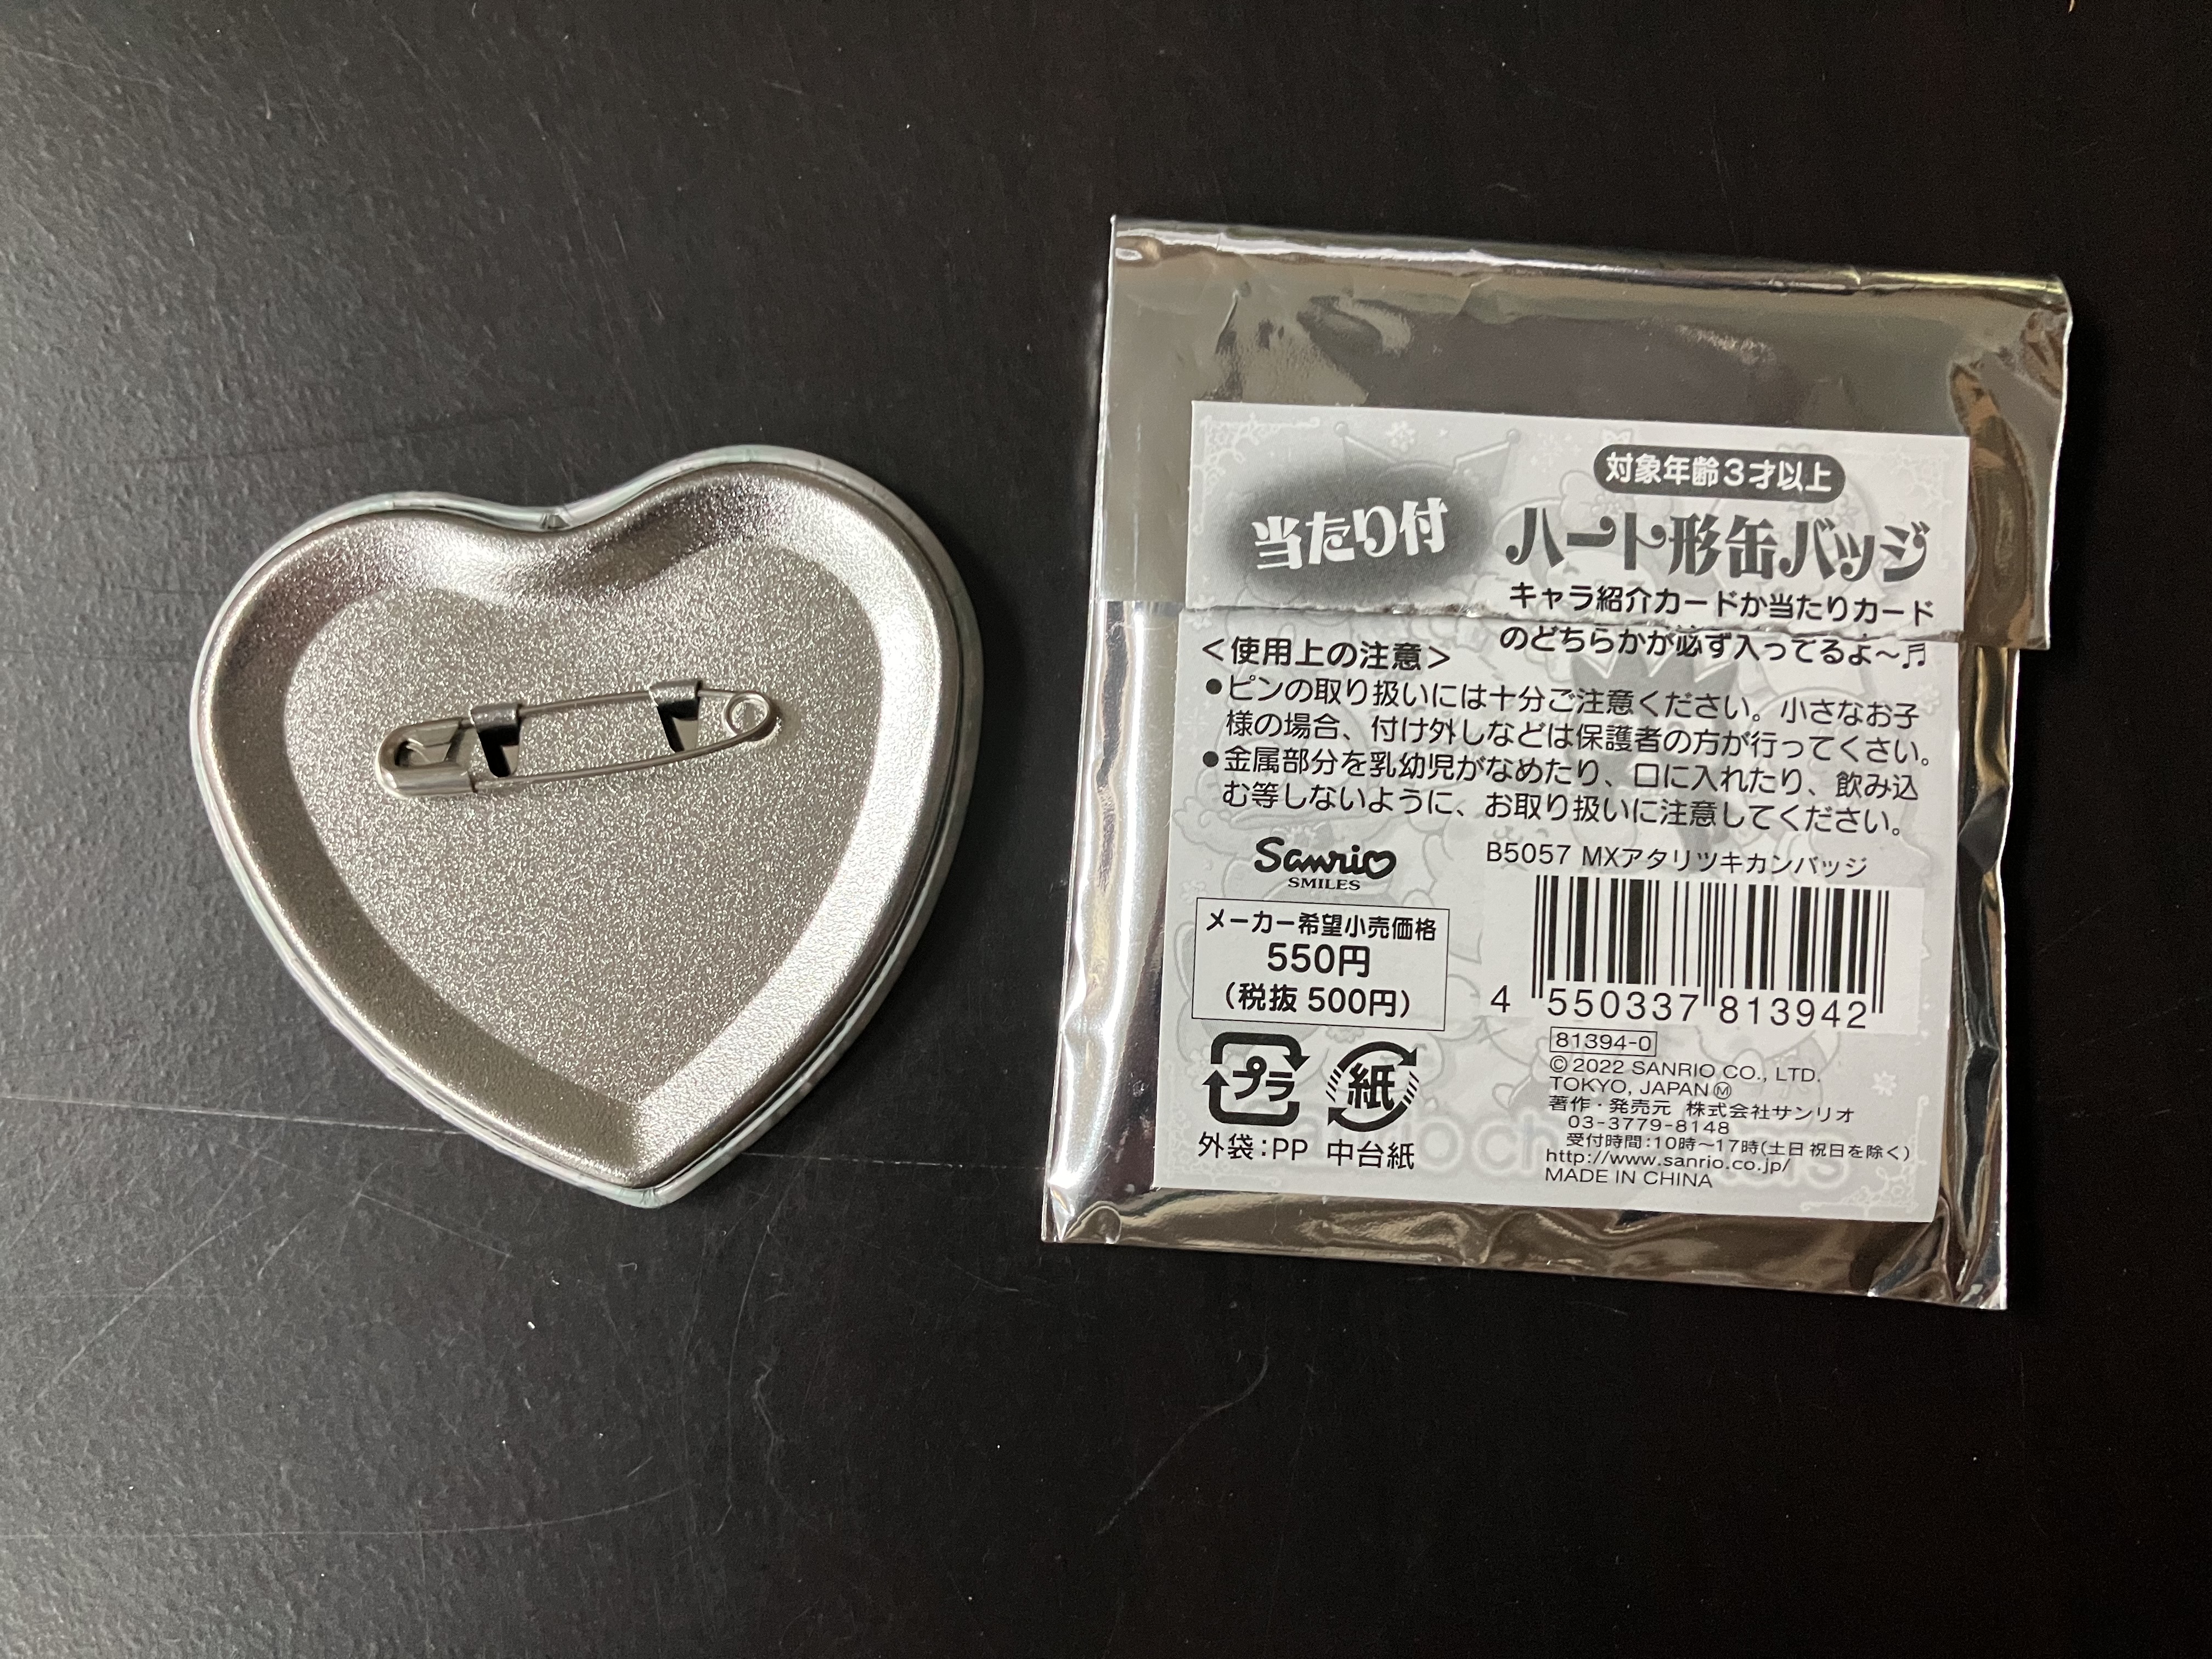 対象年齢3才以上
当たり付
ハート形缶バッジ
キャラ紹介カードか当たりカード
のどちらかが必ず入ってるよ〜♬
＜使用上の注意＞
●ピンの取り扱いには十分ご注意ください。小さなお子
様の場合、付け外しなどは保護者の方が行ってくさい。
●金属部分を乳幼児がなめたり、口に入れたり、飲み込
む等しないように、お取り扱いに注意してください。
Sanrio
SMILES
B5057 MXアタリツキカンバッジ
メーカー希望小売価格
550円
（税抜 500円）
4 550337 813942
プラ
紙
外袋：PP 中台紙
81394-0
© 2022 SANRIO CO., LTD.
TOKYO, JAPAN Ⓜ
著作・発売元 株式会社サンリオ
03-3779-8148
受付時間：10時〜17時(土日祝日を除く)
http://www.sanrio.co.jp/
MADE IN CHINA